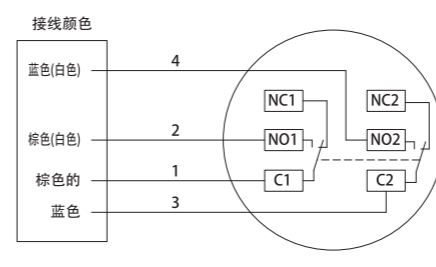 接线颜色
蓝色(白色) 4
NC1 NC2
棕色(白色) 2 NO1 NO2
棕色的 1 C1 C2
蓝色 3